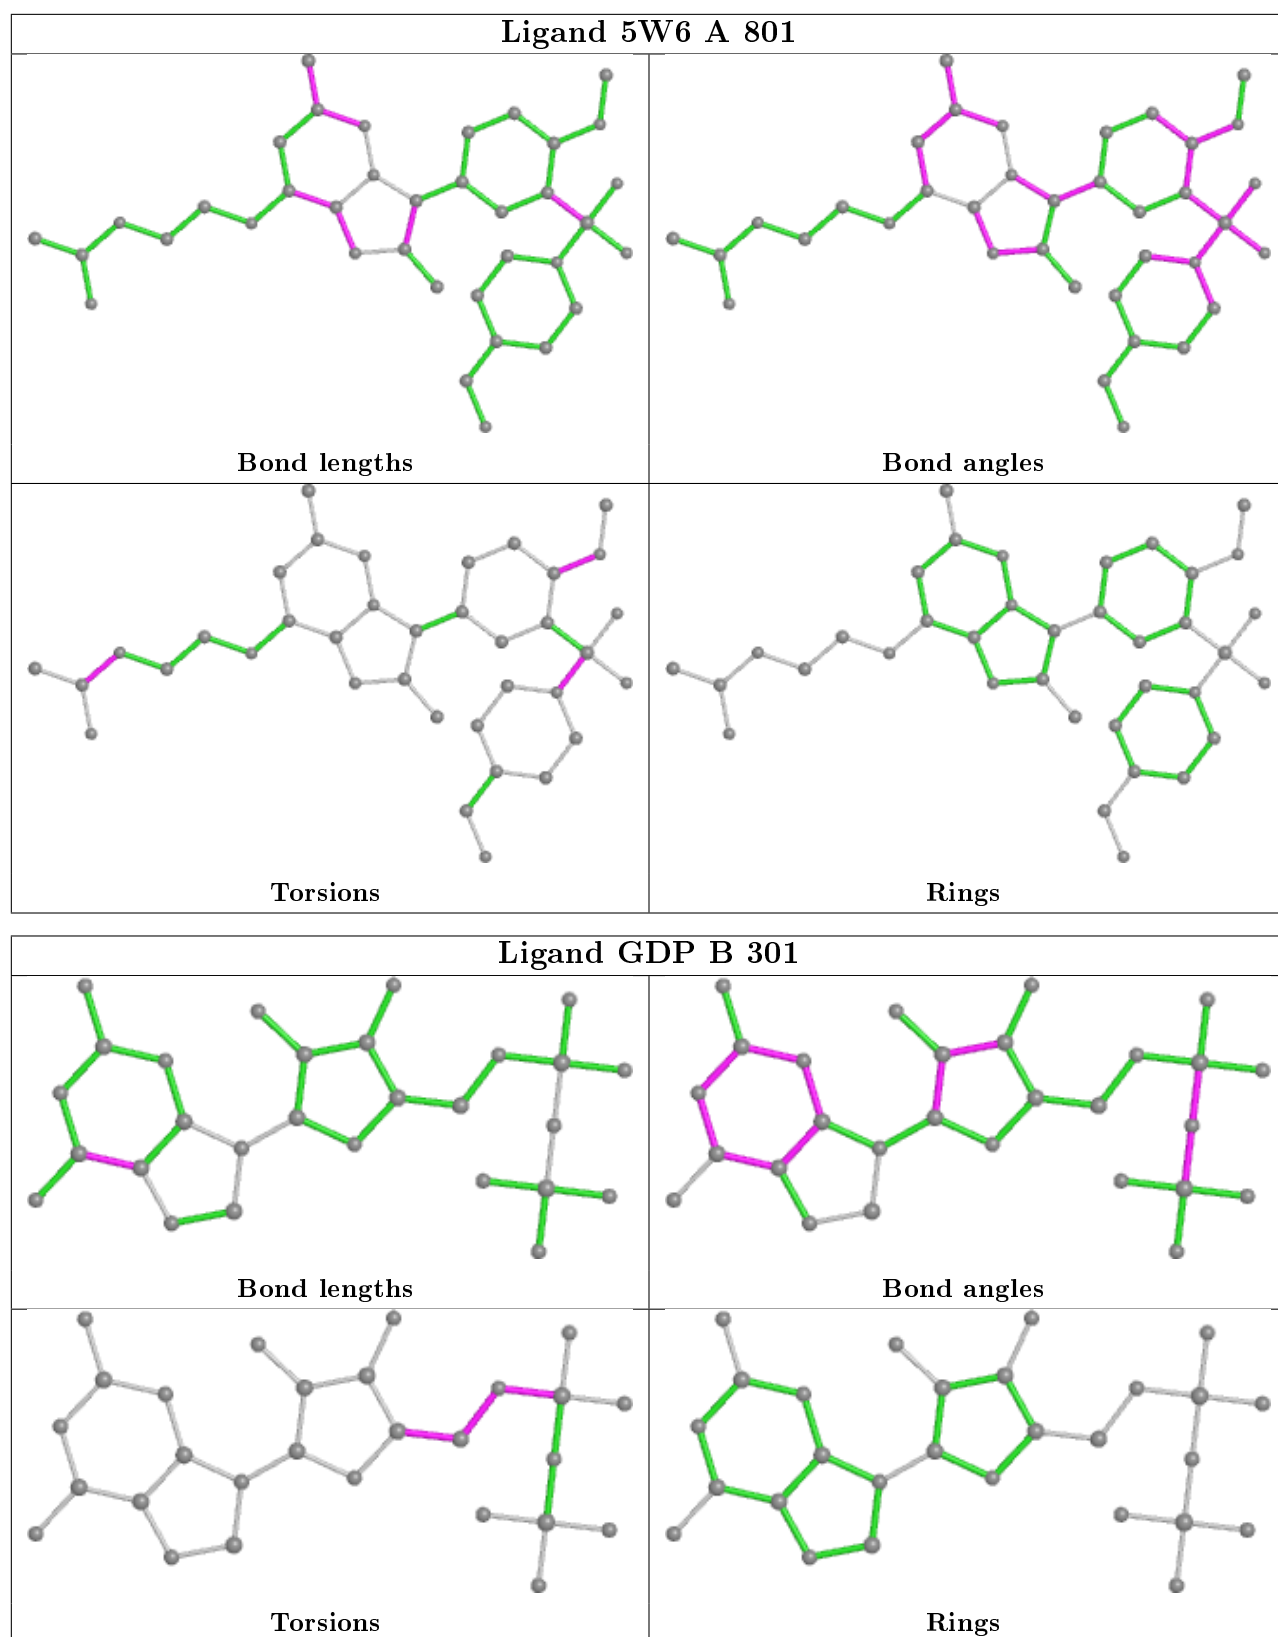 Ligand 5W6 A 801
Bond lengths
Bond angles
Torsions
Rings
Ligand GDP B 301
Bond lengths
Bond angles
Torsions
Rings